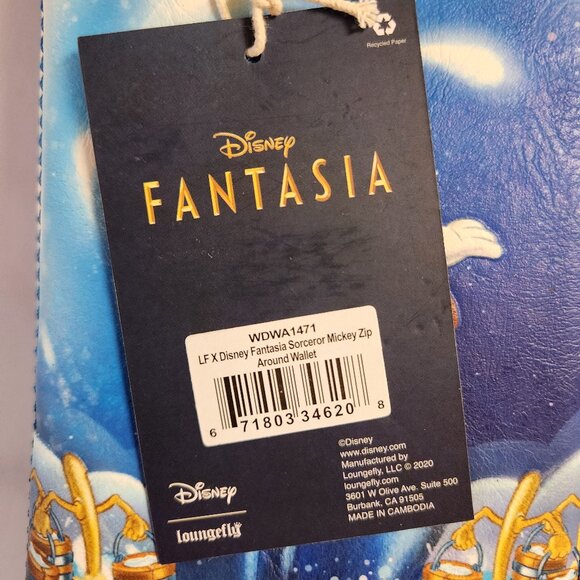 Recycled Paper
Disney
FANTASIA
WDWA1471
LF X Disney Fantasia Sorceror Mickey Zip
Around Wallet
6 71803 34620 8
©Disney
www.disney.com
Manufactured by
Loungefly, LLC © 2020
loungefly.com
3601 W Olive Ave. Suite 500
Burbank, CA 91505
MADE IN CAMBODIA
Disney
loungefly